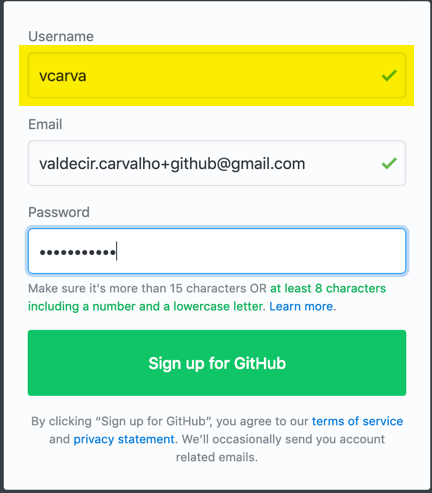 Username
vcarva
Email
valdecir.carvalho+github@gmail.com
Password
•••••••••••
Make sure it's more than 15 characters OR at least 8 characters
including a number and a lowercase letter. Learn more.
Sign up for GitHub
By clicking “Sign up for GitHub”, you agree to our terms of service
and privacy statement. We’ll occasionally send you account
related emails.